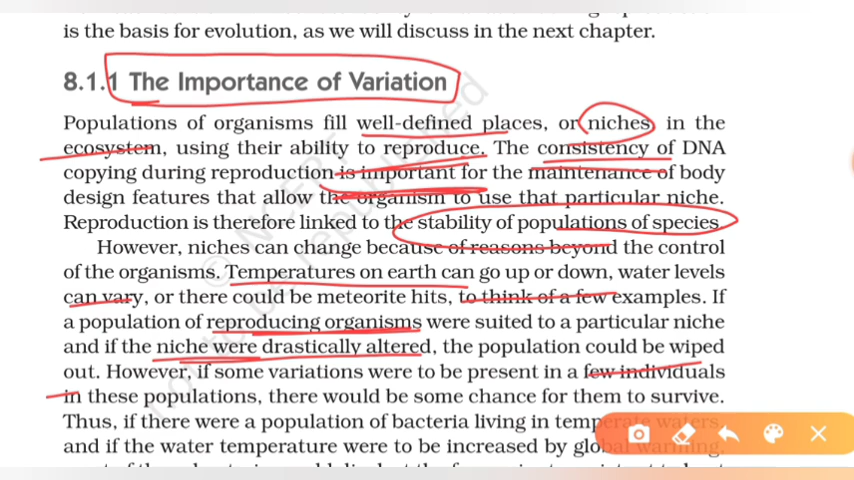 is the basis for evolution, as we will discuss in the next chapter.
8.1.1 The Importance of Variation
Populations of organisms fill well-defined places, or niches, in the
ecosystem, using their ability to reproduce. The consistency of DNA
copying during reproduction is important for the maintenance of body
design features that allow the organism to use that particular niche.
Reproduction is therefore linked to the stability of populations of species.
However, niches can change because of reasons beyond the control
of the organisms. Temperatures on earth can go up or down, water levels
can vary, or there could be meteorite hits, to think of a few examples. If
a population of reproducing organisms were suited to a particular niche
and if the niche were drastically altered, the population could be wiped
out. However, if some variations were to be present in a few individuals
in these populations, there would be some chance for them to survive.
Thus, if there were a population of bacteria living in temperate waters,
and if the water temperature were to be increased by global warming,